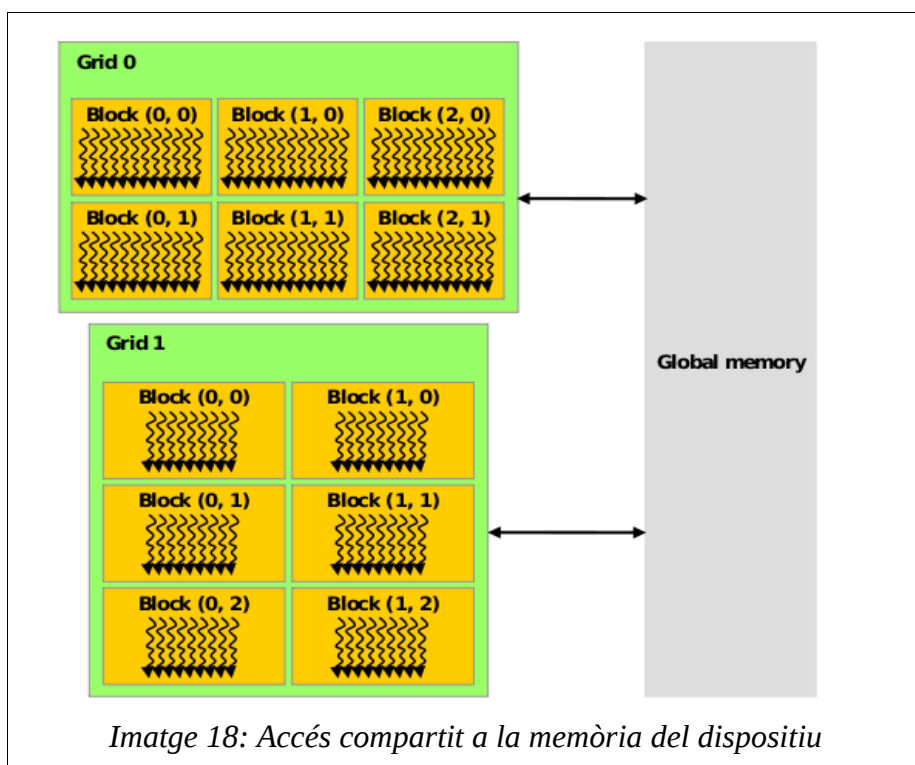 Grid 0
Block (0, 0) Block (1, 0) Block (2, 0)
Block (0, 1) Block (1, 1) Block (2, 1)
Grid 1
Block (0, 0) Block (1, 0)
Block (0, 1) Block (1, 1)
Block (0, 2) Block (1, 2)
Global memory
Imatge 18: Accés compartit a la memòria del dispositiu